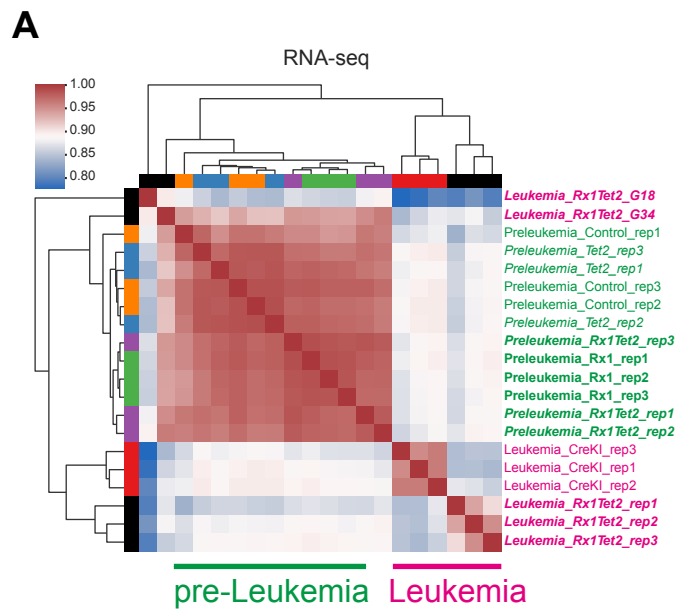 A
RNA-seq
1.00
0.95
0.90
0.85
0.80
Leukemia_Rx1Tet2_G18
Leukemia_Rx1Tet2_G34
Preleukemia_Control_rep1
Preleukemia_Tet2_rep3
Preleukemia_Tet2_rep1
Preleukemia_Control_rep3
Preleukemia_Control_rep2
Preleukemia_Tet2_rep2
Preleukemia_Rx1Tet2_rep3
Preleukemia_Rx1_rep1
Preleukemia_Rx1_rep2
Preleukemia_Rx1_rep3
Preleukemia_Rx1Tet2_rep1
Preleukemia_Rx1Tet2_rep2
Leukemia_CreKI_rep3
Leukemia_CreKI_rep1
Leukemia_CreKI_rep2
Leukemia_Rx1Tet2_rep1
Leukemia_Rx1Tet2_rep2
Leukemia_Rx1Tet2_rep3
pre-Leukemia Leukemia